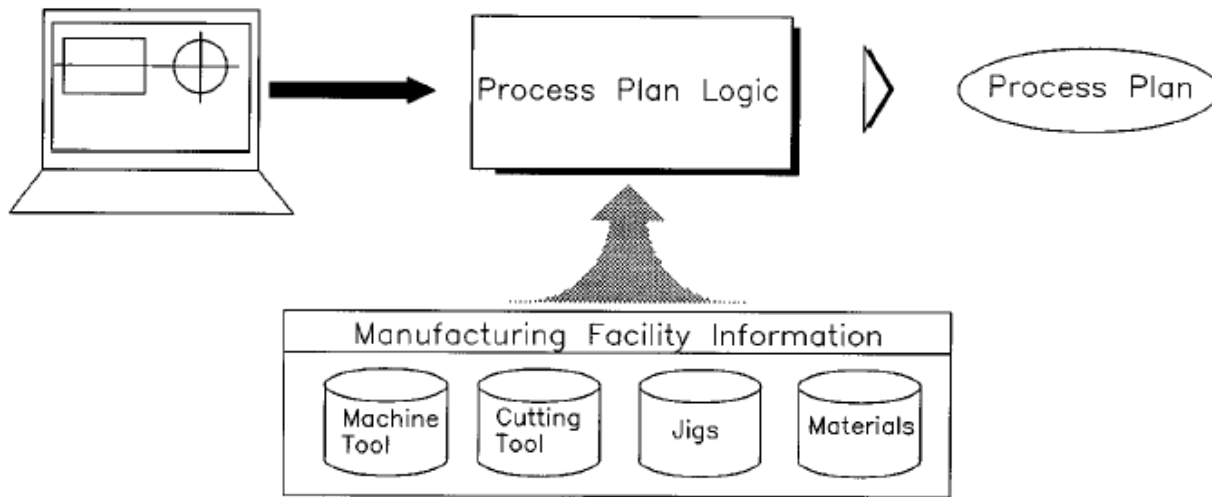 Process Plan Logic
Process Plan
Manufacturing Facility Information
Machine
Tool
Cutting
Tool
Jigs
Materials